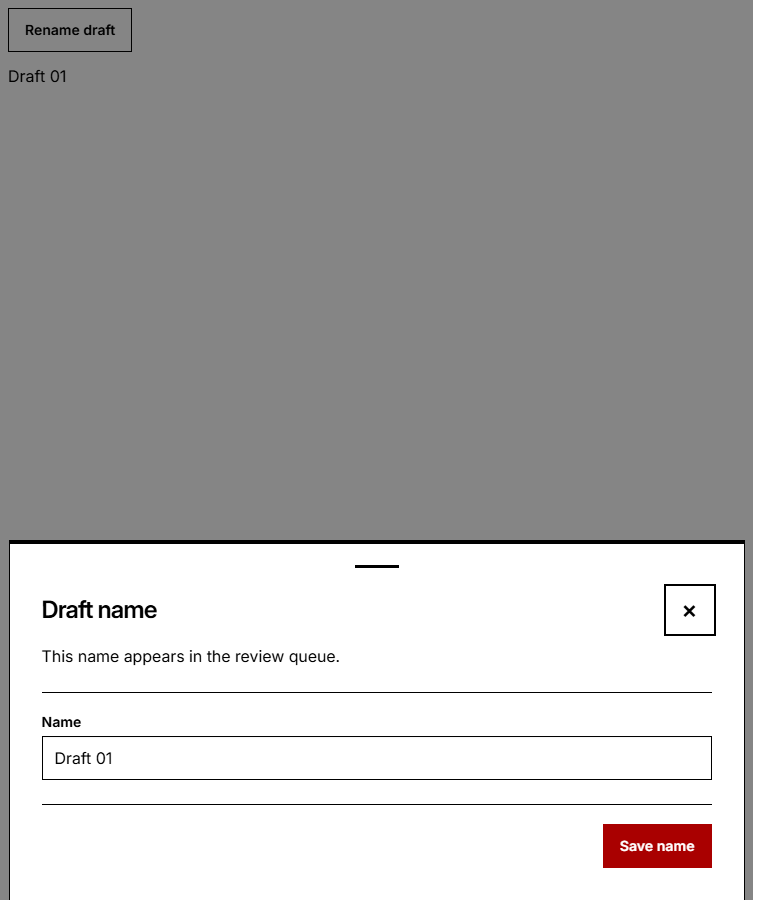 Rename draft
Draft 01
Draft name
×
This name appears in the review queue.
Name
Draft 01
Save name